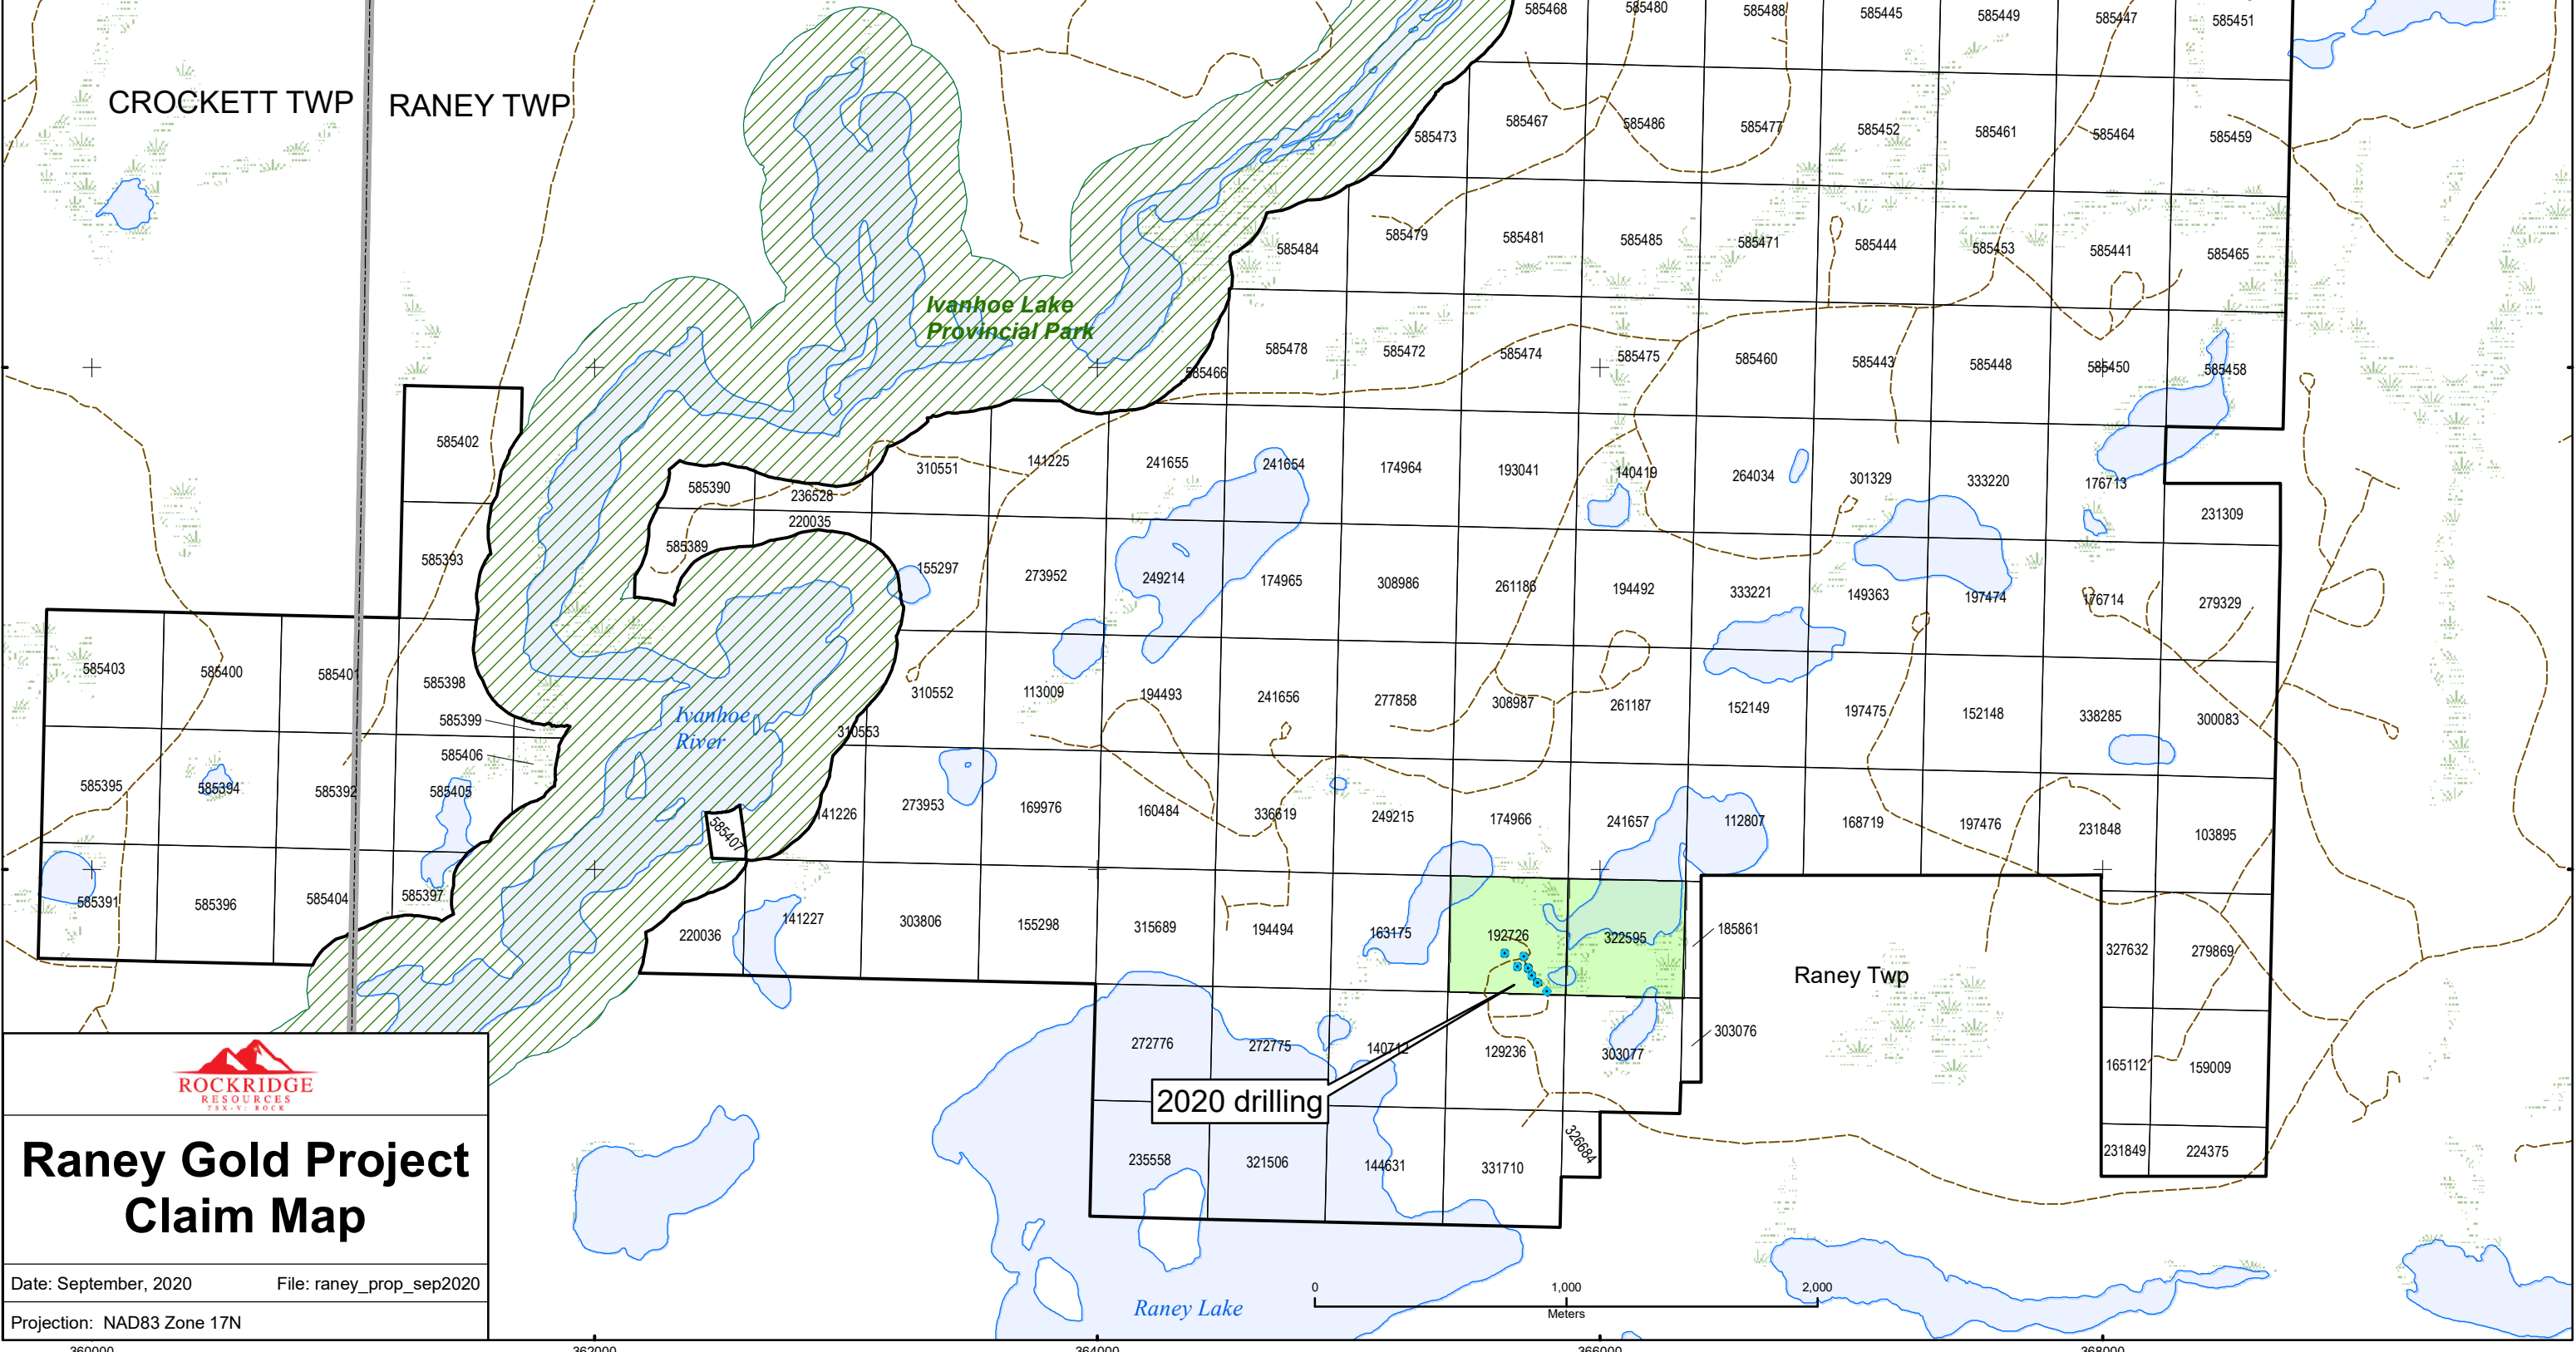 585468 585480 585488 585445 585449 585447 585451
CROCKETT TWP RANEY TWP
585473 585467 585486 585477 585452 585461 585464 585459
585484 585479 585481 585485 585471 585444 585453 585441 585465
Ivanhoe Lake
Provincial Park
585466 585478 585472 585474 585475 585460 585443 585448 585450 585458
585402
310551 141225 241655 241654 174964 193041 140419 264034 301329 333220 176713
585390 236528
231309
220035
585393 585389
155297 273952 249214 174965 308986 261186 194492 333221 149363 197474 176714 279329
585403 585400 585401 585398
310552 113009 194493 241656 277858 308987 261187 152149 197475 152148 338285 300083
585399
Ivanhoe
River
310553
585406
585395 585394 585392 585405
141226 273953 169976 160484 336619 249215 174966 241657 112807 168719 197476 231848 103895
585407
585391 585396 585404 585397
220036 141227 303806 155298 315689 194494 163175 192726 322595 185861
327632 279869
Raney Twp
272776 272775 140712 129236 303077 303076
165112 159009
ROCKRIDGE
RESOURCES
TSX-V: ROCK
2020 drilling
326684
235558 321506 144631 331710
231849 224375
Raney Gold Project
Claim Map
Date: September, 2020 File: raney_prop_sep2020
Projection: NAD83 Zone 17N
Raney Lake
0 1,000 2,000
Meters
360000 362000 364000 366000 368000